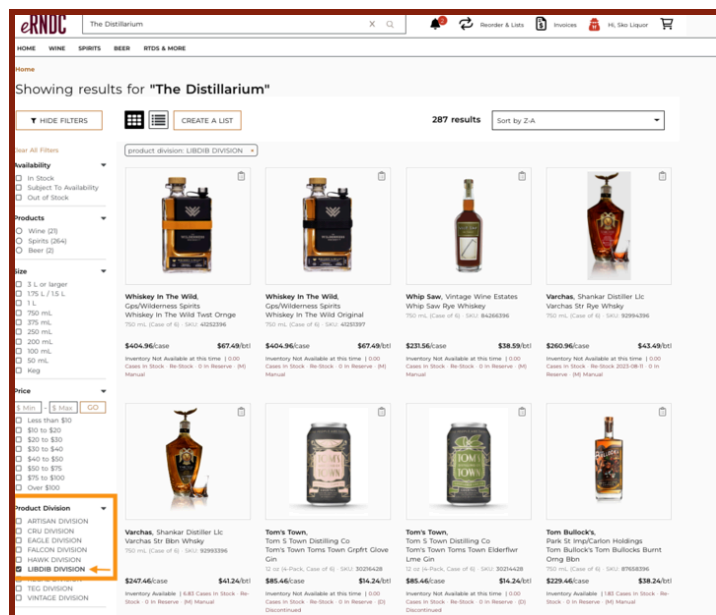 eRNDC
The Distillarium
X
2
Reorder & Lists
Invoices
Hi, Sko Liquor
HOME WINE SPIRITS BEER RTDS & MORE
Home
Showing results for "The Distillarium"
HIDE FILTERS
CREATE A LIST
287 results
Sort by Z-A
Clear All Filters
product division: LIBDIB DIVISION
Availability
In Stock
Subject To Availability
Out of Stock
Products
Wine (21)
Spirits (264)
Beer (2)
Size
3 L or larger
1.75 L / 1.5 L
1 L
750 mL
375 mL
250 mL
200 mL
100 mL
50 mL
Keg
Price
$ Min - $ Max GO
Less than $10
$10 to $20
$20 to $30
$30 to $40
$40 to $50
$50 to $75
$75 to $100
Over $100
Product Division
ARTISAN DIVISION
CRU DIVISION
EAGLE DIVISION
FALCON DIVISION
HAWK DIVISION
LIBDIB DIVISION
TEG DIVISION
VINTAGE DIVISION
Whiskey In The Wild,
Gps/Wilderness Spirits
Whiskey In The Wild Twst Ornge
750 mL (Case of 6) · SKU: 41252396
$404.96/case $67.49/btl
Inventory Not Available at this time | 0.00
Cases In Stock · Re-Stock · 0 In Reserve · (M)
Manual
Whiskey In The Wild,
Gps/Wilderness Spirits
Whiskey In The Wild Original
750 mL (Case of 6) · SKU: 41251397
$404.96/case $67.49/btl
Inventory Not Available at this time | 0.00
Cases In Stock · Re-Stock · 0 In Reserve · (M)
Manual
Whip Saw, Vintage Wine Estates
Whip Saw Rye Whiskey
750 mL (Case of 6) · SKU: 84266396
$231.56/case $38.59/btl
Inventory Not Available at this time | 0.00
Cases In Stock · Re-Stock · 0 In Reserve · (M)
Manual
Varchas, Shankar Distiller Llc
Varchas Str Rye Whsky
750 mL (Case of 6) · SKU: 92994396
$260.96/case $43.49/btl
Inventory Not Available at this time | 0.00
Cases In Stock · Re-Stock 2023-08-11 · 0 In
Reserve · (M) Manual
Varchas, Shankar Distiller Llc
Varchas Str Bbn Whsky
750 mL (Case of 6) · SKU: 92993396
$247.46/case $41.24/btl
Inventory Available | 6.83 Cases In Stock · Re-
Stock · 0 In Reserve · (M) Manual
TOM'S
TOWN
Tom's Town,
Tom S Town Distilling Co
Tom's Town Toms Town Grpfrt Glove
Gin
12 oz (4-Pack, Case of 6) · SKU: 30216428
$85.46/case $14.24/btl
Inventory Not Available at this time | 0.00
Cases In Stock · Re-Stock · 0 In Reserve · (D)
Discontinued
TOM'S
TOWN
Tom's Town,
Tom S Town Distilling Co
Tom's Town Toms Town Elderflwr
Lme Gin
12 oz (4-Pack, Case of 6) · SKU: 30214428
$85.46/case $14.24/btl
Inventory Not Available at this time | 0.00
Cases In Stock · Re-Stock · 0 In Reserve · (D)
Discontinued
BULLOCK'S
Tom Bullock's,
Park St Imp/Carlon Holdings
Tom Bullock's Tom Bullocks Burnt
Orng Bbn
750 mL (Case of 6) · SKU: 87658396
$229.46/case $38.24/btl
Inventory Available | 1.83 Cases In Stock · Re-
Stock · 0 In Reserve · (M) Manual